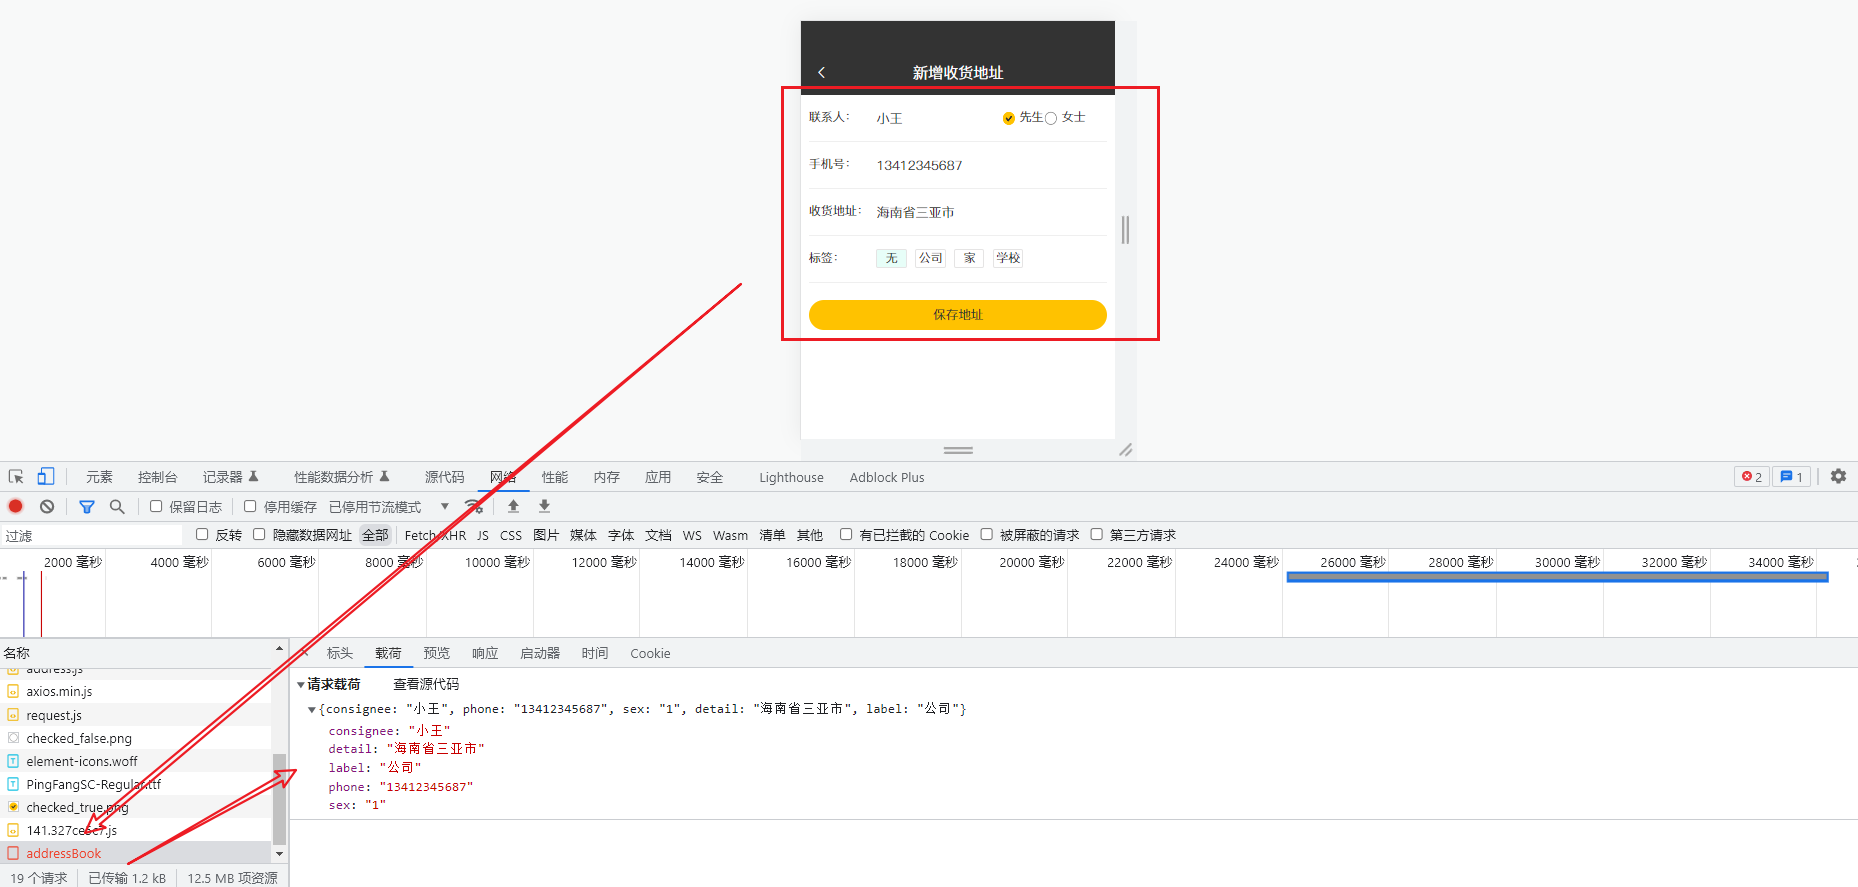 新增收货地址
联系人： 小王 先生 女士
手机号： 13412345687
收货地址： 海南省三亚市
标签： 无 公司 家 学校
保存地址
元素 控制台 记录器 性能数据分析 源代码 网络 性能 内存 应用 安全 Lighthouse Adblock Plus 2 1
保留日志 停用缓存 已停用节流模式
过滤 反转 隐藏数据网址 全部 Fetch/XHR JS CSS 图片 媒体 字体 文档 WS Wasm 清单 其他 有已拦截的 Cookie 被屏蔽的请求 第三方请求
2000 毫秒 4000 毫秒 6000 毫秒 8000 毫秒 10000 毫秒 12000 毫秒 14000 毫秒 16000 毫秒 18000 毫秒 20000 毫秒 22000 毫秒 24000 毫秒 26000 毫秒 28000 毫秒 30000 毫秒 32000 毫秒 34000 毫秒
名称 标头 载荷 预览 响应 启动器 时间 Cookie
address.js
axios.min.js
request.js
checked_false.png
element-icons.woff
PingFangSC-Regular.ttf
checked_true.png
addressBook
19 个请求 已传输 1.2 kB 12.5 MB 项资源
请求载荷 查看源代码
{consignee: "小王", phone: "13412345687", sex: "1", detail: "海南省三亚市", label: "公司"}
consignee: "小王"
detail: "海南省三亚市"
label: "公司"
phone: "13412345687"
sex: "1"